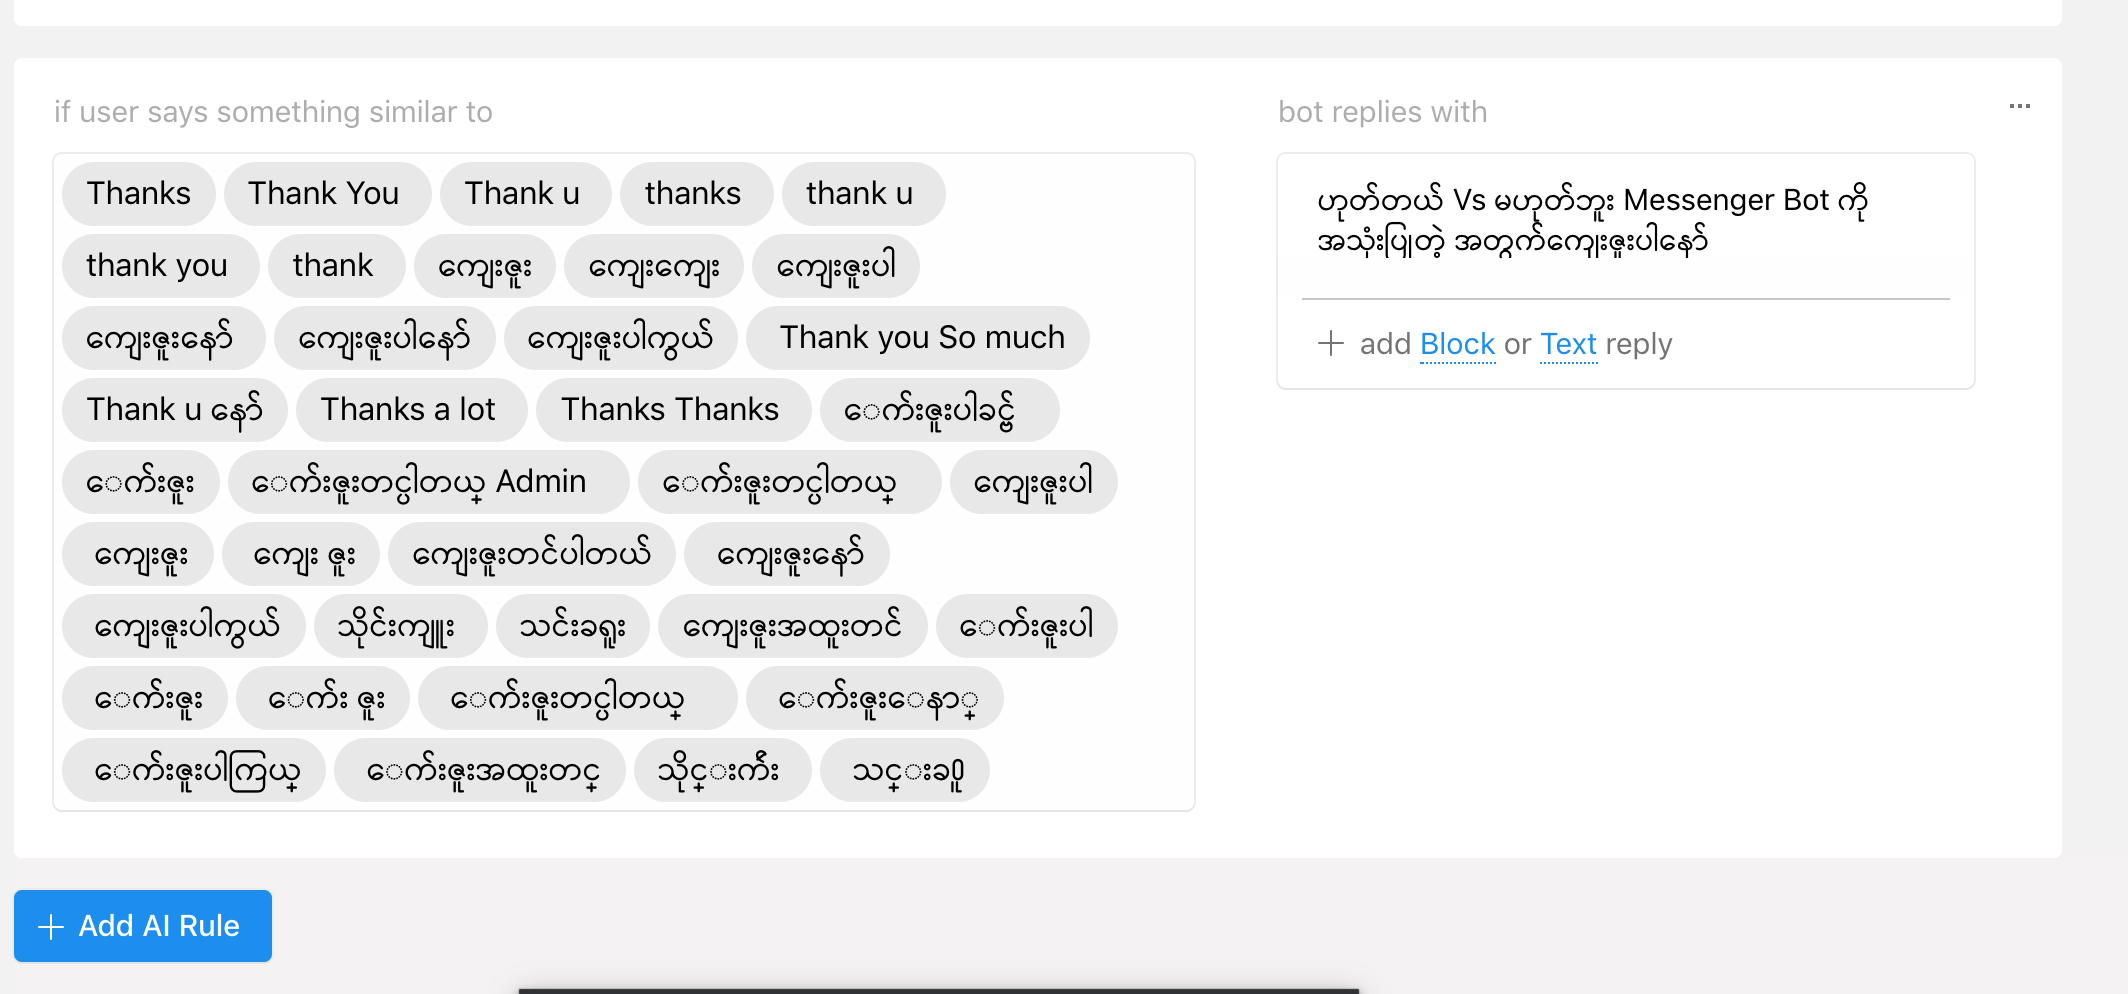 if user says something similar to
Thanks Thank You Thank u thanks thank u
thank you thank ကျေးဇူး ကျေးကျေး ကျေးဇူးပါ
ကျေးဇူးနော် ကျေးဇူးပါနော် ကျေးဇူးပါကွယ် Thank you So much
Thank u နော် Thanks a lot Thanks Thanks ေက်းဇူးပါခင္ဗ်
ေက်းဇူး ေက်းဇူးတင္ပါတယ္ Admin ေက်းဇူးတင္ပါတယ္ ကျေးဇူးပါ
ကျေးဇူး ကျေး ဇူး ကျေးဇူးတင်ပါတယ် ကျေးဇူးနော်
ကျေးဇူးပါကွယ် သိုင်းကျူး သင်းခရူး ကျေးဇူးအထူးတင် ေက်းဇူးပါ
ေက်းဇူး ေက်း ဇူး ေက်းဇူးတင္ပါတယ္ ေက်းဇူးေနာ္
ေက်းဇူးပါကြယ္ ေက်းဇူးအထူးတင္ သိုင္းက်ဴး သင္းခ႐ူး
bot replies with
ဟုတ်တယ် Vs မဟုတ်ဘူး Messenger Bot ကို
အသုံးပြုတဲ့ အတွက်ကျေးဇူးပါနော်
add Block or Text reply
Add AI Rule